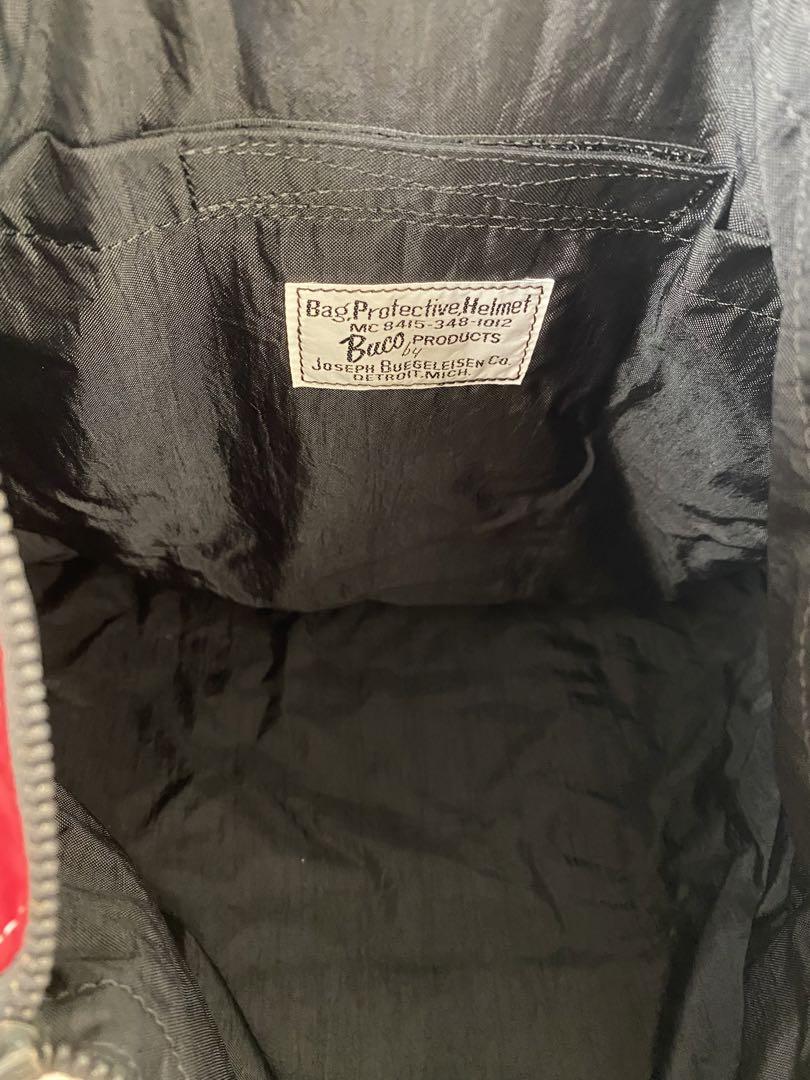 Bag, Protective, Helmet
MC 8415-348-1012
Buco, PRODUCTS
by
JOSEPH BUEGELEISEN CO.
DETROIT, MICH.